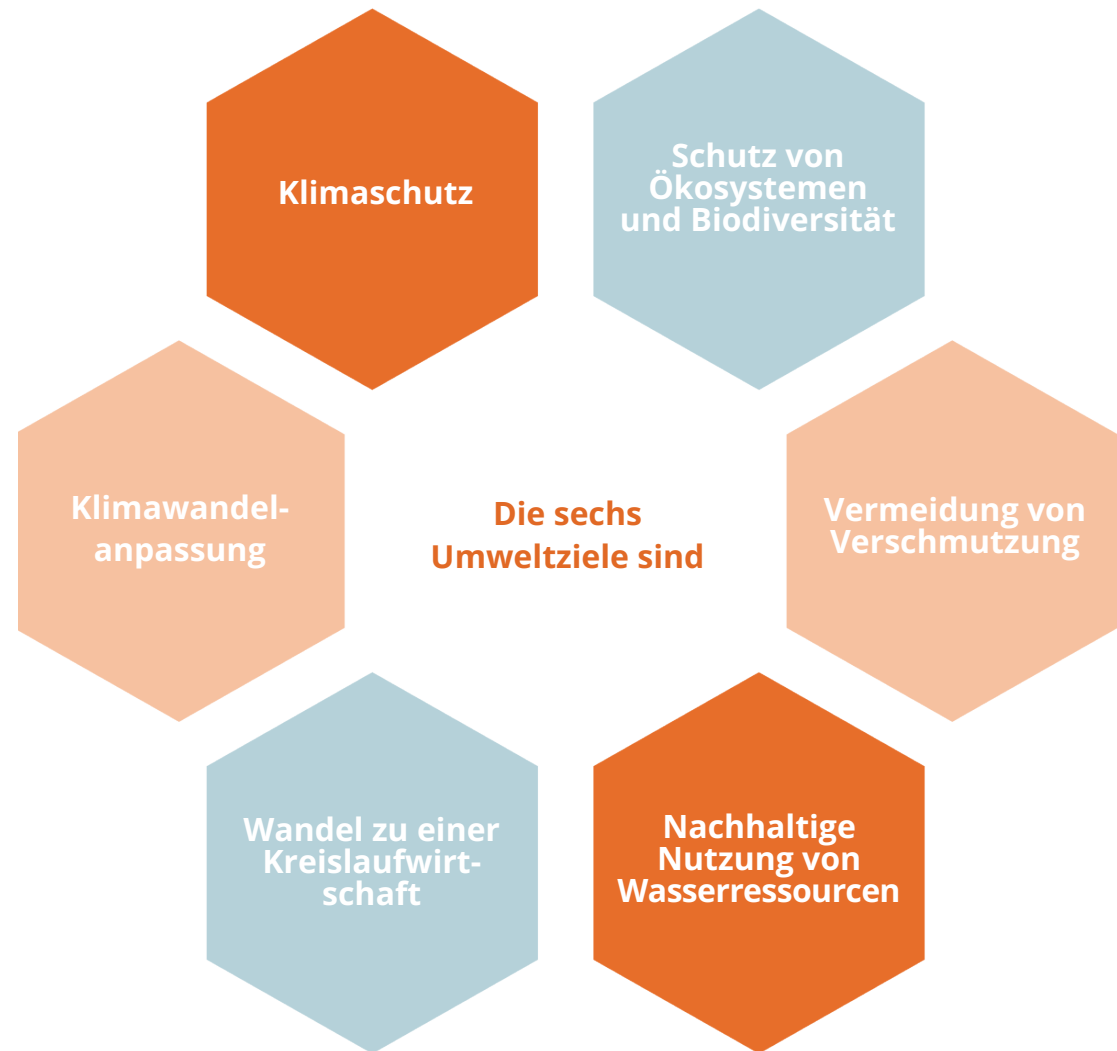 Klimaschutz
Schutz von
Ökosystemen
und Biodiversität
Klimawandel-
anpassung
Die sechs
Umweltziele sind
Vermeidung von
Verschmutzung
Wandel zu einer
Kreislaufwirt-
schaft
Nachhaltige
Nutzung von
Wasserressourcen